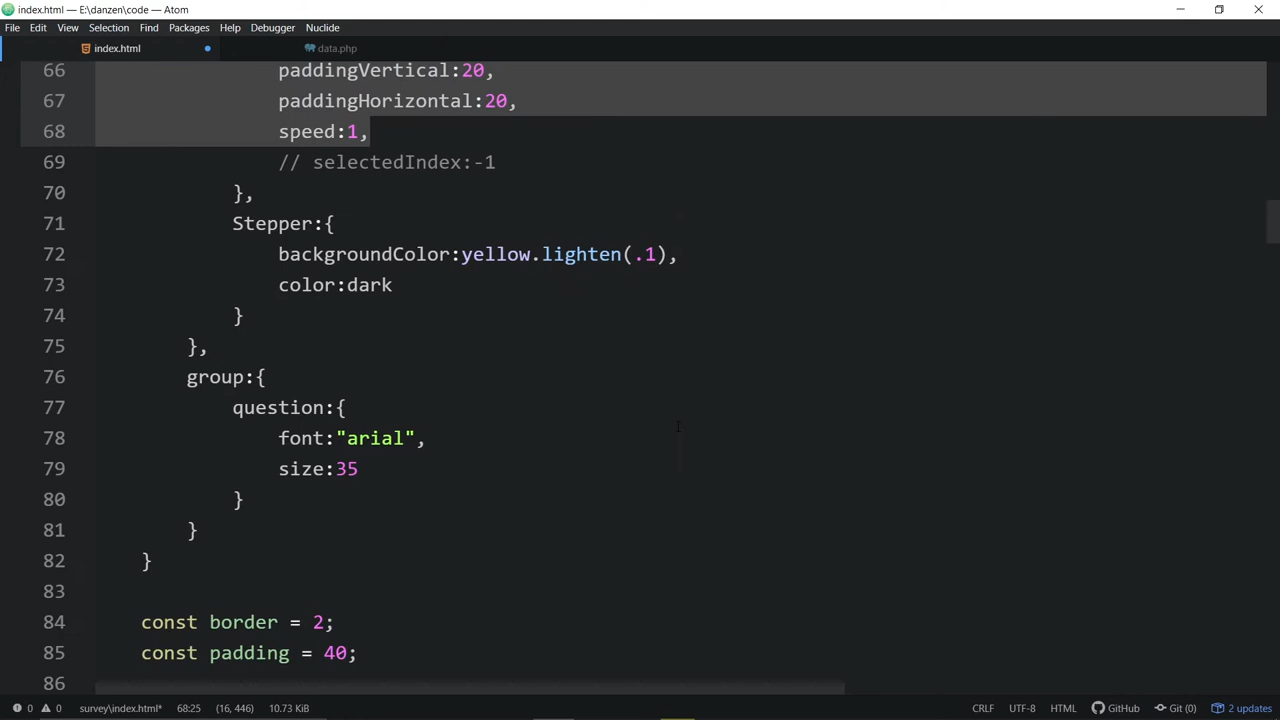 index.html — E:\danzen\code — Atom
File Edit View Selection Find Packages Help Debugger Nuclide
index.html data.php
66 paddingVertical:20,
67 paddingHorizontal:20,
68 speed:1,
69 // selectedIndex:-1
70 },
71 Stepper:{
72 backgroundColor:yellow.lighten(.1),
73 color:dark
74 }
75 },
76 group:{
77 question:{
78 font:"arial",
79 size:35
80 }
81 }
82 }
83
84 const border = 2;
85 const padding = 40;
86
0 0 survey\index.html* 68:25 (16, 446) 10.73 KiB CRLF UTF-8 HTML GitHub Git (0) 2 updates